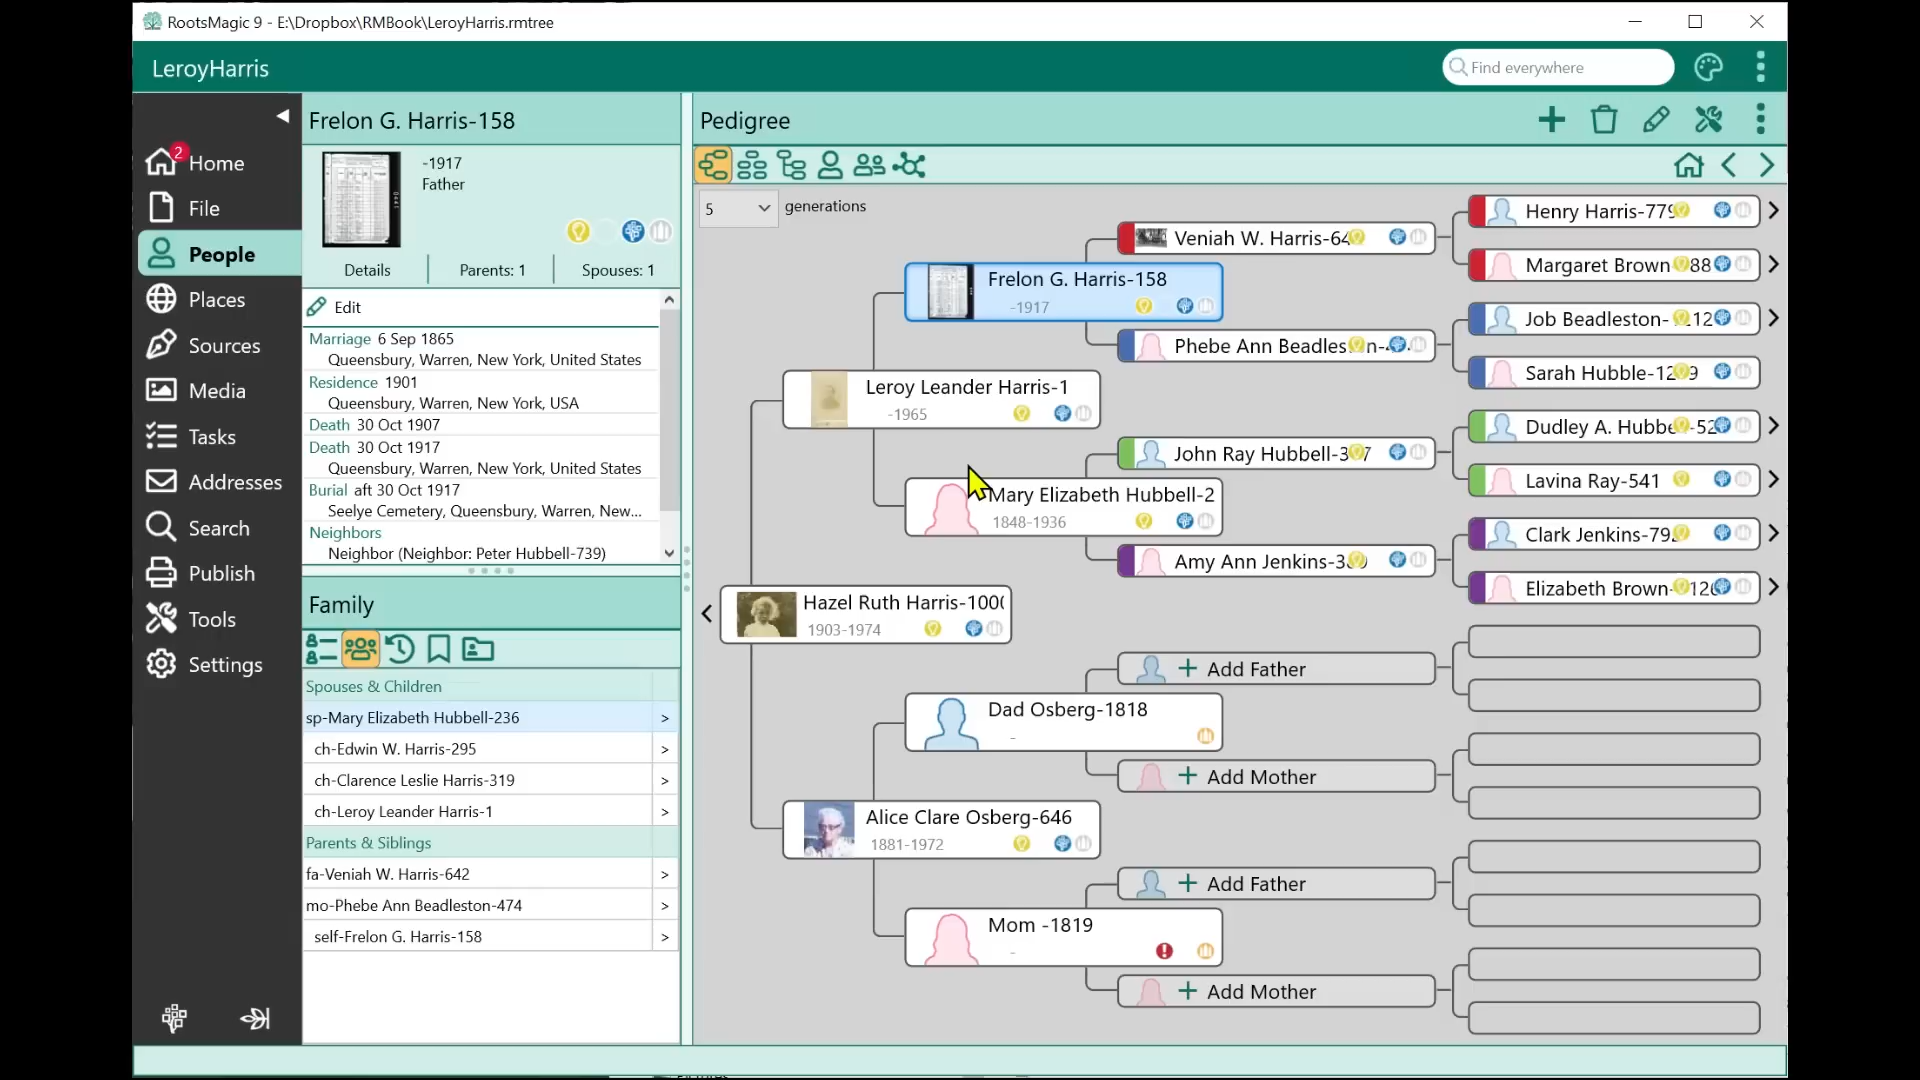 RootsMagic 9 - E:\Dropbox\RMBook\LeroyHarris.rmtree
LeroyHarris
Find everywhere
2
Home
File
People
Places
Sources
Media
Tasks
Addresses
Search
Publish
Tools
Settings
Frelon G. Harris-158
-1917
Father
Details
Parents: 1
Spouses: 1
Edit
Marriage 6 Sep 1865
Queensbury, Warren, New York, United States
Residence 1901
Queensbury, Warren, New York, USA
Death 30 Oct 1907
Death 30 Oct 1917
Queensbury, Warren, New York, United States
Burial aft 30 Oct 1917
Seelye Cemetery, Queensbury, Warren, New...
Neighbors
Neighbor (Neighbor: Peter Hubbell-739)
Family
Spouses & Children
sp-Mary Elizabeth Hubbell-236 >
ch-Edwin W. Harris-295 >
ch-Clarence Leslie Harris-319 >
ch-Leroy Leander Harris-1 >
Parents & Siblings
fa-Veniah W. Harris-642 >
mo-Phebe Ann Beadleston-474 >
self-Frelon G. Harris-158 >
Pedigree
5 generations
Hazel Ruth Harris-100
1903-1974
Leroy Leander Harris-1
-1965
Alice Clare Osberg-646
1881-1972
Frelon G. Harris-158
-1917
Mary Elizabeth Hubbell-2
1848-1936
Dad Osberg-1818
-
Mom -1819
-
Veniah W. Harris-64
Phebe Ann
John Ray Hubbell-3
Amy Ann Jenkins-3
+ Add Father
+ Add Mother
+ Add Father
+ Add Mother
Henry Harris-779
Margaret Brown 88
Job Beadleston- 12
Sarah Hubble-12 9
Dudley A. -52
Lavina Ray-541
Clark Jenkins-79
Elizabeth Brown- 12